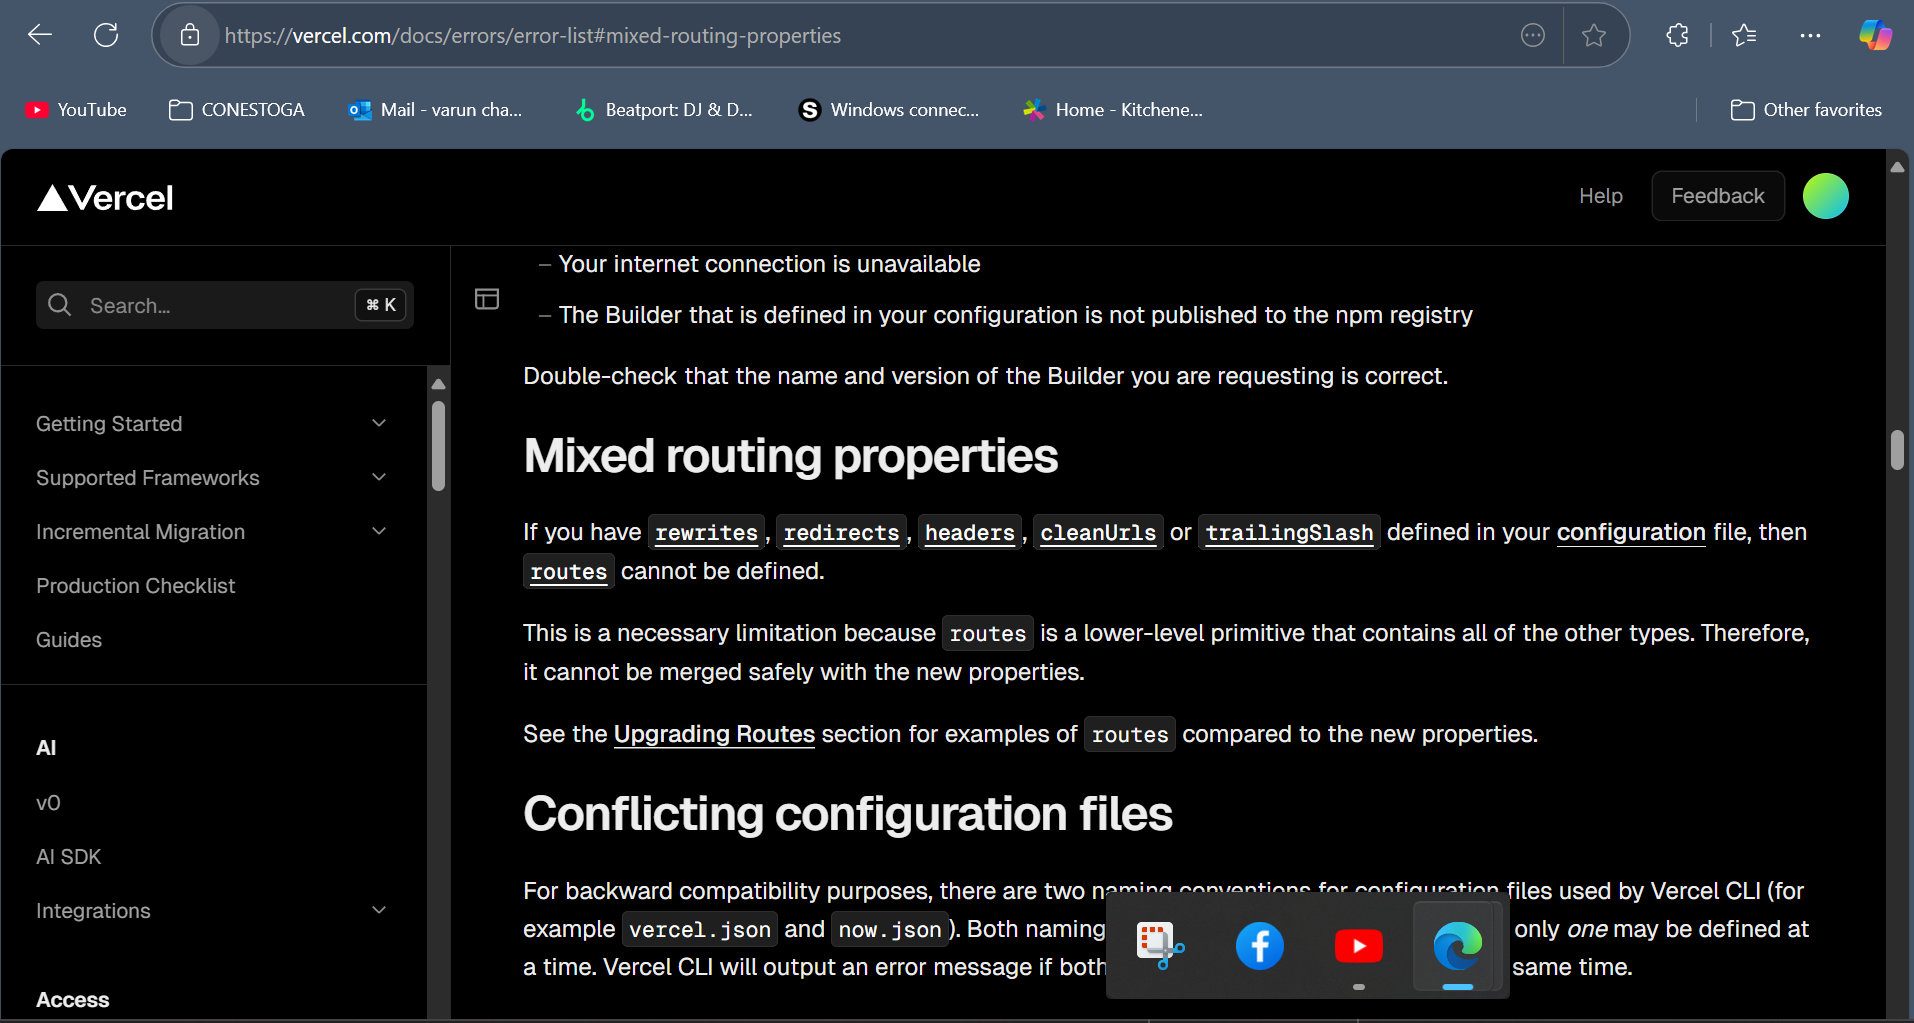 https://vercel.com/docs/errors/error-list#mixed-routing-properties
YouTube
CONESTOGA
Mail - varun cha...
Beatport: DJ & D...
Windows connec...
Home - Kitchene...
Other favorites
Vercel
Help
Feedback
Search...
⌘ K
Getting Started
Supported Frameworks
Incremental Migration
Production Checklist
Guides
AI
v0
AI SDK
Integrations
Access
– Your internet connection is unavailable
– The Builder that is defined in your configuration is not published to the npm registry
Double-check that the name and version of the Builder you are requesting is correct.
Mixed routing properties
If you have rewrites, redirects, headers, cleanUrls or trailingSlash defined in your configuration file, then
routes cannot be defined.
This is a necessary limitation because routes is a lower-level primitive that contains all of the other types. Therefore,
it cannot be merged safely with the new properties.
See the Upgrading Routes section for examples of routes compared to the new properties.
Conflicting configuration files
For backward compatibility purposes, there are two naming conventions for configuration files used by Vercel CLI (for
example vercel.json and now.json). Both naming only one may be defined at
a time. Vercel CLI will output an error message if both same time.